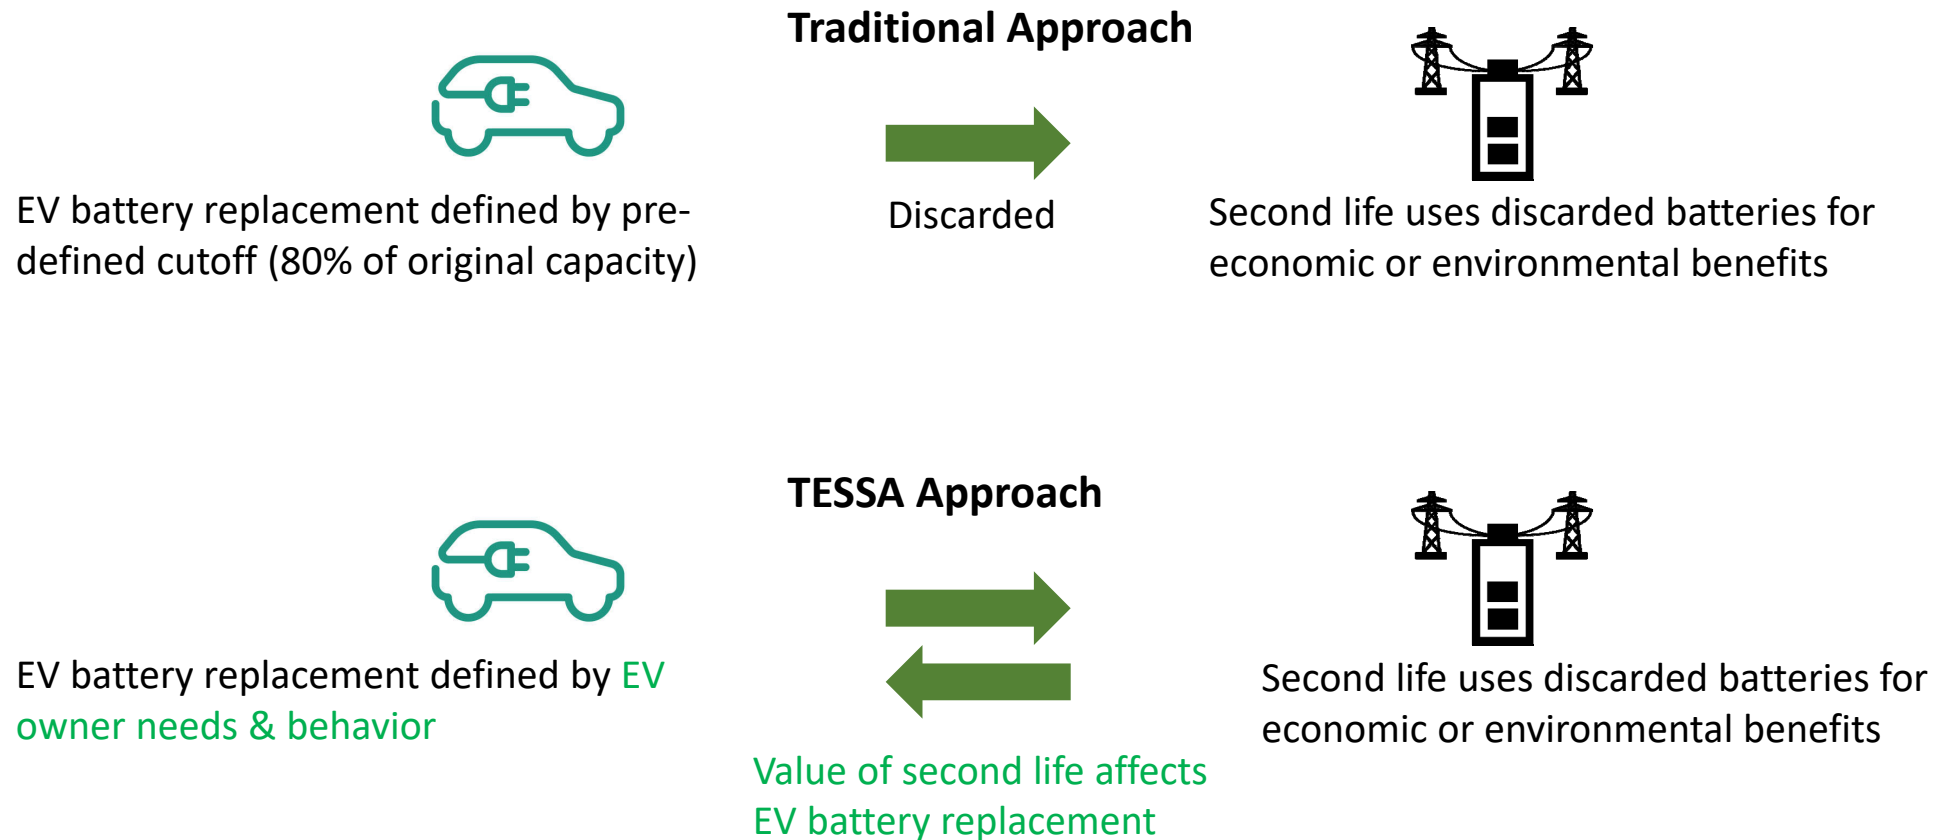 Traditional Approach
EV battery replacement defined by pre-
defined cutoff (80% of original capacity)
Discarded
Second life uses discarded batteries for
economic or environmental benefits
TESSA Approach
EV battery replacement defined by EV
owner needs & behavior
Value of second life affects
EV battery replacement
Second life uses discarded batteries for
economic or environmental benefits